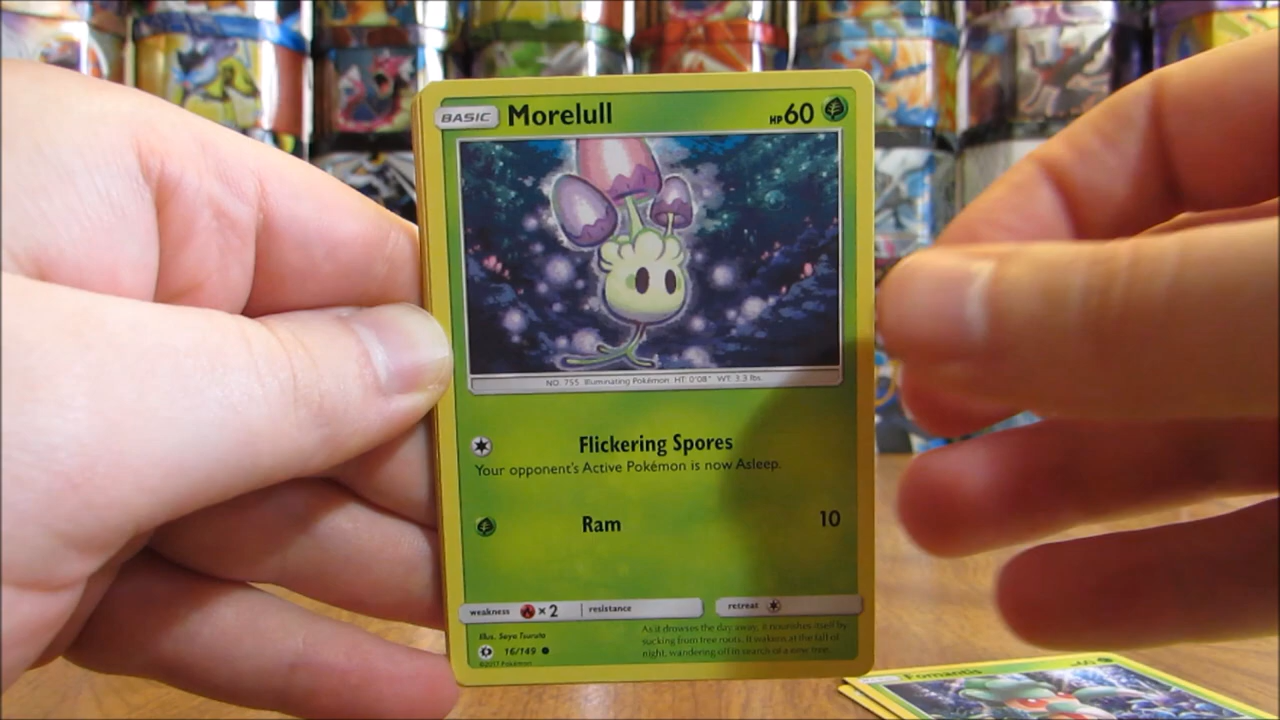 BASIC Morelull HP60
NO. 755 Illuminating Pokémon HT: 0'08" WT: 3.3 lbs.
Flickering Spores
Your opponent's Active Pokémon is now Asleep.
Ram 10
weakness ×2 resistance retreat
Illus. Saya Tsuruta
16/149
©2017 Pokémon
As it drowses the day away, it nourishes itself by
sucking from tree roots. It wakens at the fall of
night, wandering off in search of a new tree.
Fomantis